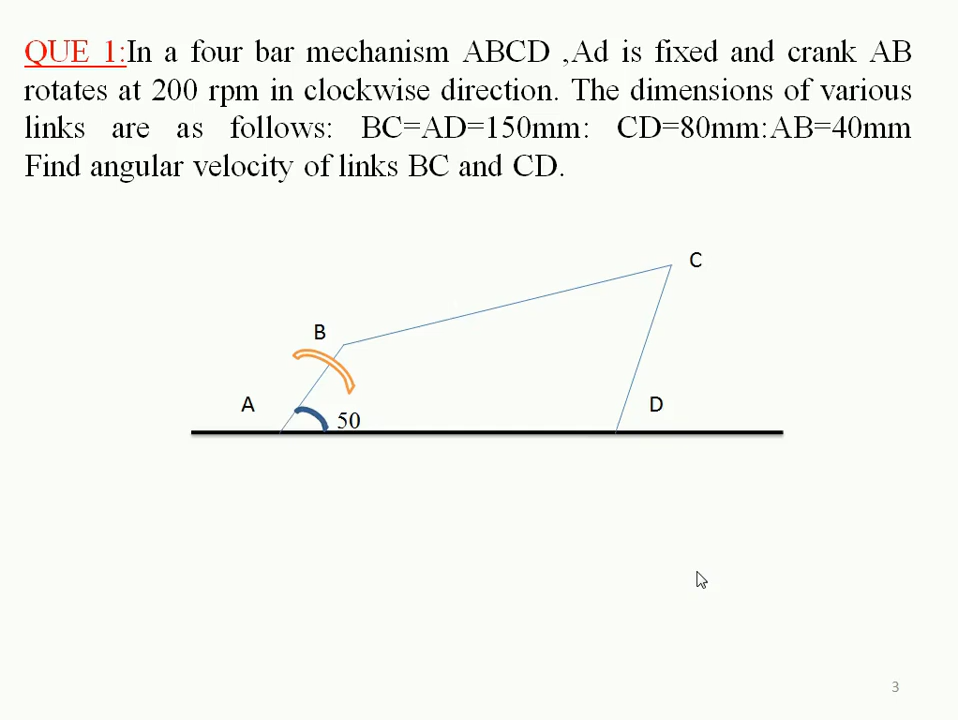 QUE 1:In a four bar mechanism ABCD ,Ad is fixed and crank AB
rotates at 200 rpm in clockwise direction. The dimensions of various
links are as follows: BC=AD=150mm: CD=80mm:AB=40mm
Find angular velocity of links BC and CD.
C
B
A
D
50
3